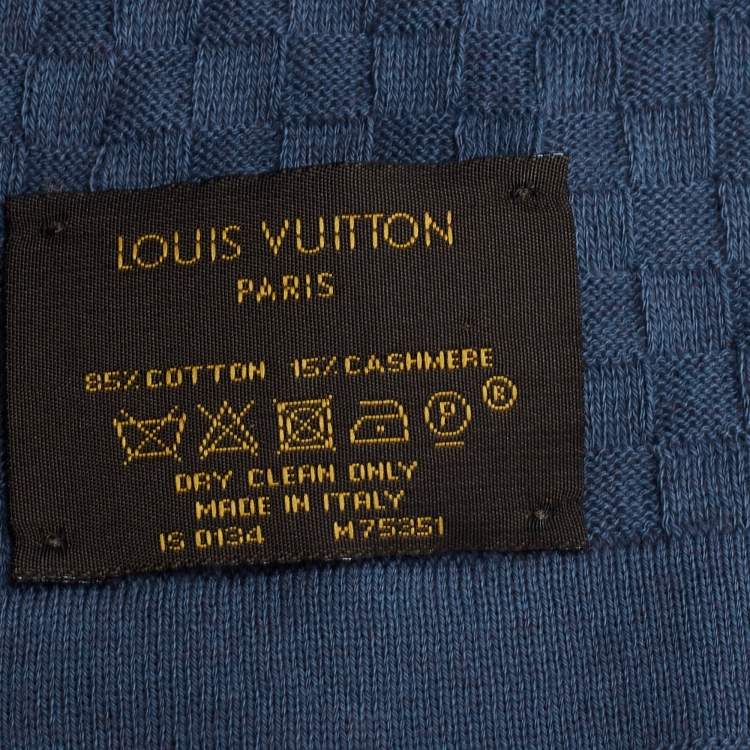 LOUIS VUITTON
PARIS
85% COTTON 15% CASHMERE
P ®
DRY CLEAN ONLY
MADE IN ITALY
IS 0134 M75351